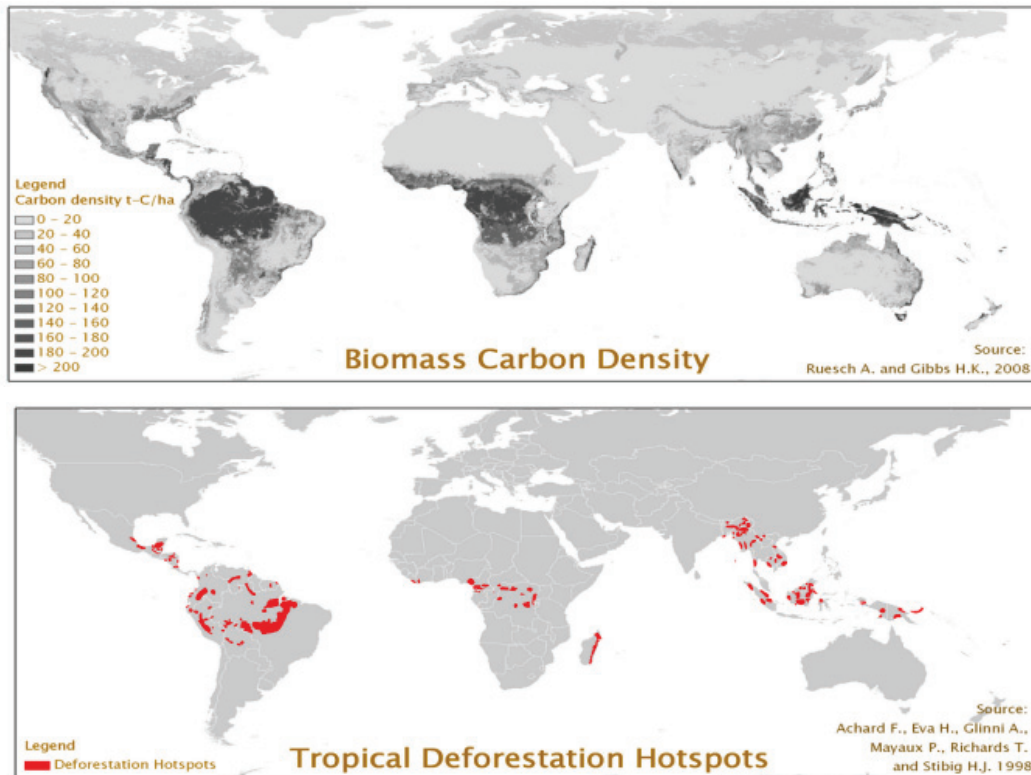 Legend
Carbon density t-C/ha
0 - 20
20 - 40
40 - 60
60 - 80
80 - 100
100 - 120
120 - 140
140 - 160
160 - 180
180 - 200
> 200
Biomass Carbon Density
Source:
Ruesch A. and Gibbs H.K., 2008
Legend
Deforestation Hotspots
Tropical Deforestation Hotspots
Source:
Achard F., Eva H., Glinni A.,
Mayaux P., Richards T.
and Stibig H.J. 1998